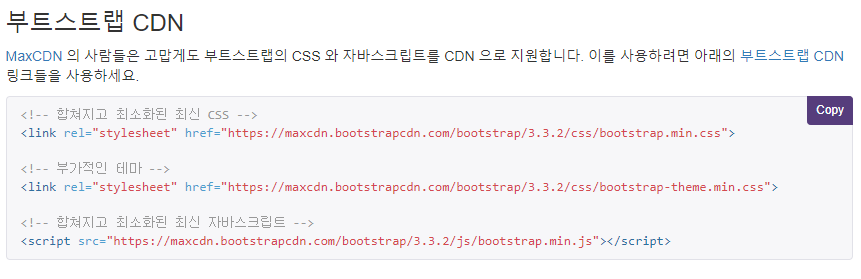 부트스트랩 CDN
MaxCDN 의 사람들은 고맙게도 부트스트랩의 CSS 와 자바스크립트를 CDN 으로 지원합니다. 이를 사용하려면 아래의 부트스트랩 CDN
링크들을 사용하세요.
Copy
<!-- 합쳐지고 최소화된 최신 CSS -->
<link rel="stylesheet" href="https://maxcdn.bootstrapcdn.com/bootstrap/3.3.2/css/bootstrap.min.css">
<!-- 부가적인 테마 -->
<link rel="stylesheet" href="https://maxcdn.bootstrapcdn.com/bootstrap/3.3.2/css/bootstrap-theme.min.css">
<!-- 합쳐지고 최소화된 최신 자바스크립트 -->
<script src="https://maxcdn.bootstrapcdn.com/bootstrap/3.3.2/js/bootstrap.min.js"></script>